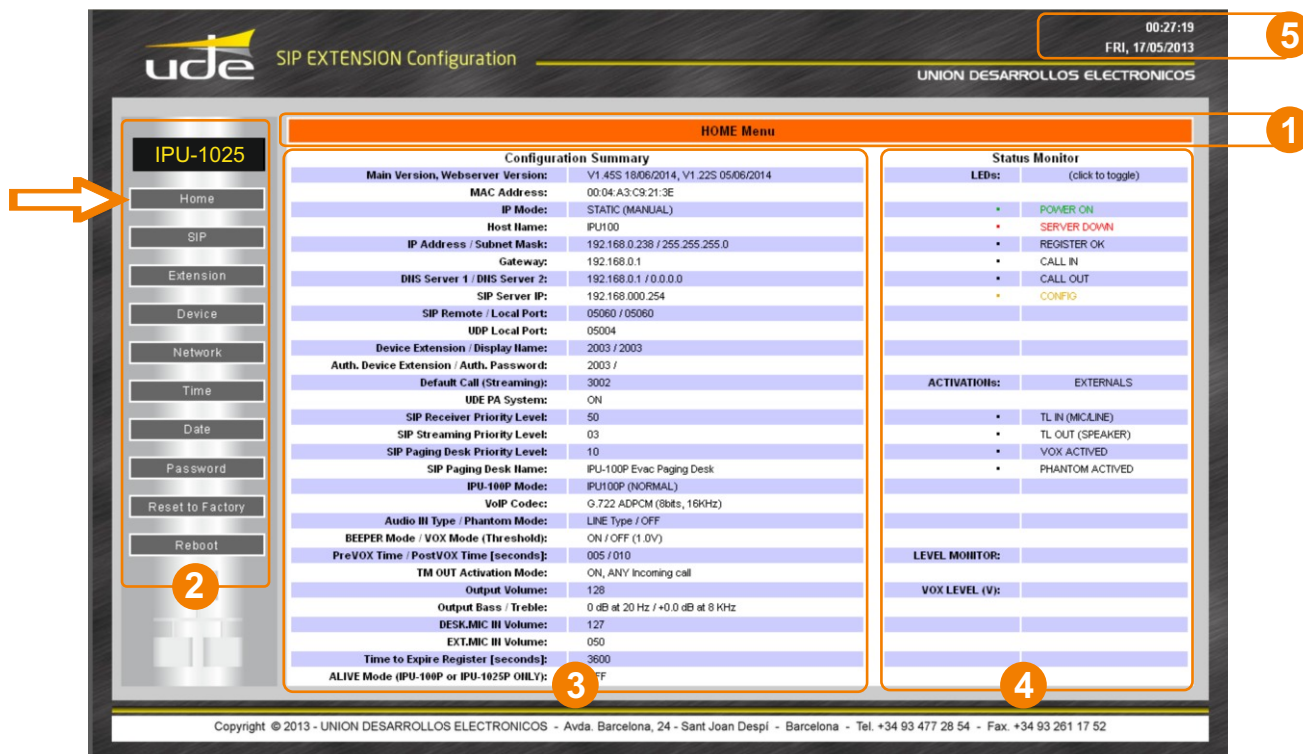 00:27:19
FRI, 17/05/2013
5
ude
SIP EXTENSION Configuration
UNION DESARROLLOS ELECTRONICOS
HOME Menu
1
IPU-1025
Home
SIP
Extension
Device
Network
Time
Date
Password
Reset to Factory
Reboot
2
Configuration Summary
Main Version, Webserver Version: V1.45S 18/06/2014, V1.22S 05/06/2014
MAC Address: 00:04:A3:C9:21:3E
IP Mode: STATIC (MANUAL)
Host Name: IPU100
IP Address / Subnet Mask: 192.168.0.238 / 255.255.255.0
Gateway: 192.168.0.1
DNS Server 1 / DNS Server 2: 192.168.0.1 / 0.0.0.0
SIP Server IP: 192.168.000.254
SIP Remote / Local Port: 05060 / 05060
UDP Local Port: 05004
Device Extension / Display Name: 2003 / 2003
Auth. Device Extension / Auth. Password: 2003 /
Default Call (Streaming): 3002
UDE PA System: ON
SIP Receiver Priority Level: 50
SIP Streaming Priority Level: 03
SIP Paging Desk Priority Level: 10
SIP Paging Desk Name: IPU-100P Evac Paging Desk
IPU-100P Mode: IPU100P (NORMAL)
VoIP Codec: G.722 ADPCM (8bits, 16KHz)
Audio IN Type / Phantom Mode: LINE Type / OFF
BEEPER Mode / VOX Mode (Threshold): ON / OFF (1.0V)
PreVOX Time / PostVOX Time [seconds]: 005 / 010
TM OUT Activation Mode: ON, ANY Incoming call
Output Volume: 128
Output Bass / Treble: 0 dB at 20 Hz / +0.0 dB at 8 KHz
DESK.MIC IN Volume: 127
EXT.MIC IN Volume: 050
Time to Expire Register [seconds]: 3600
ALIVE Mode (IPU-100P or IPU-1025P ONLY):
3
Status Monitor
LEDs: (click to toggle)
POWER ON
SERVER DOWN
REGISTER OK
CALL IN
CALL OUT
CONFIG
ACTIVATIONs: EXTERNALS
TL IN (MIC/LINE)
TL OUT (SPEAKER)
VOX ACTIVED
PHANTOM ACTIVED
LEVEL MONITOR:
VOX LEVEL (V):
4
Copyright © 2013 - UNION DESARROLLOS ELECTRONICOS - Avda. Barcelona, 24 - Sant Joan Despí - Barcelona - Tel. +34 93 477 28 54 - Fax. +34 93 261 17 52